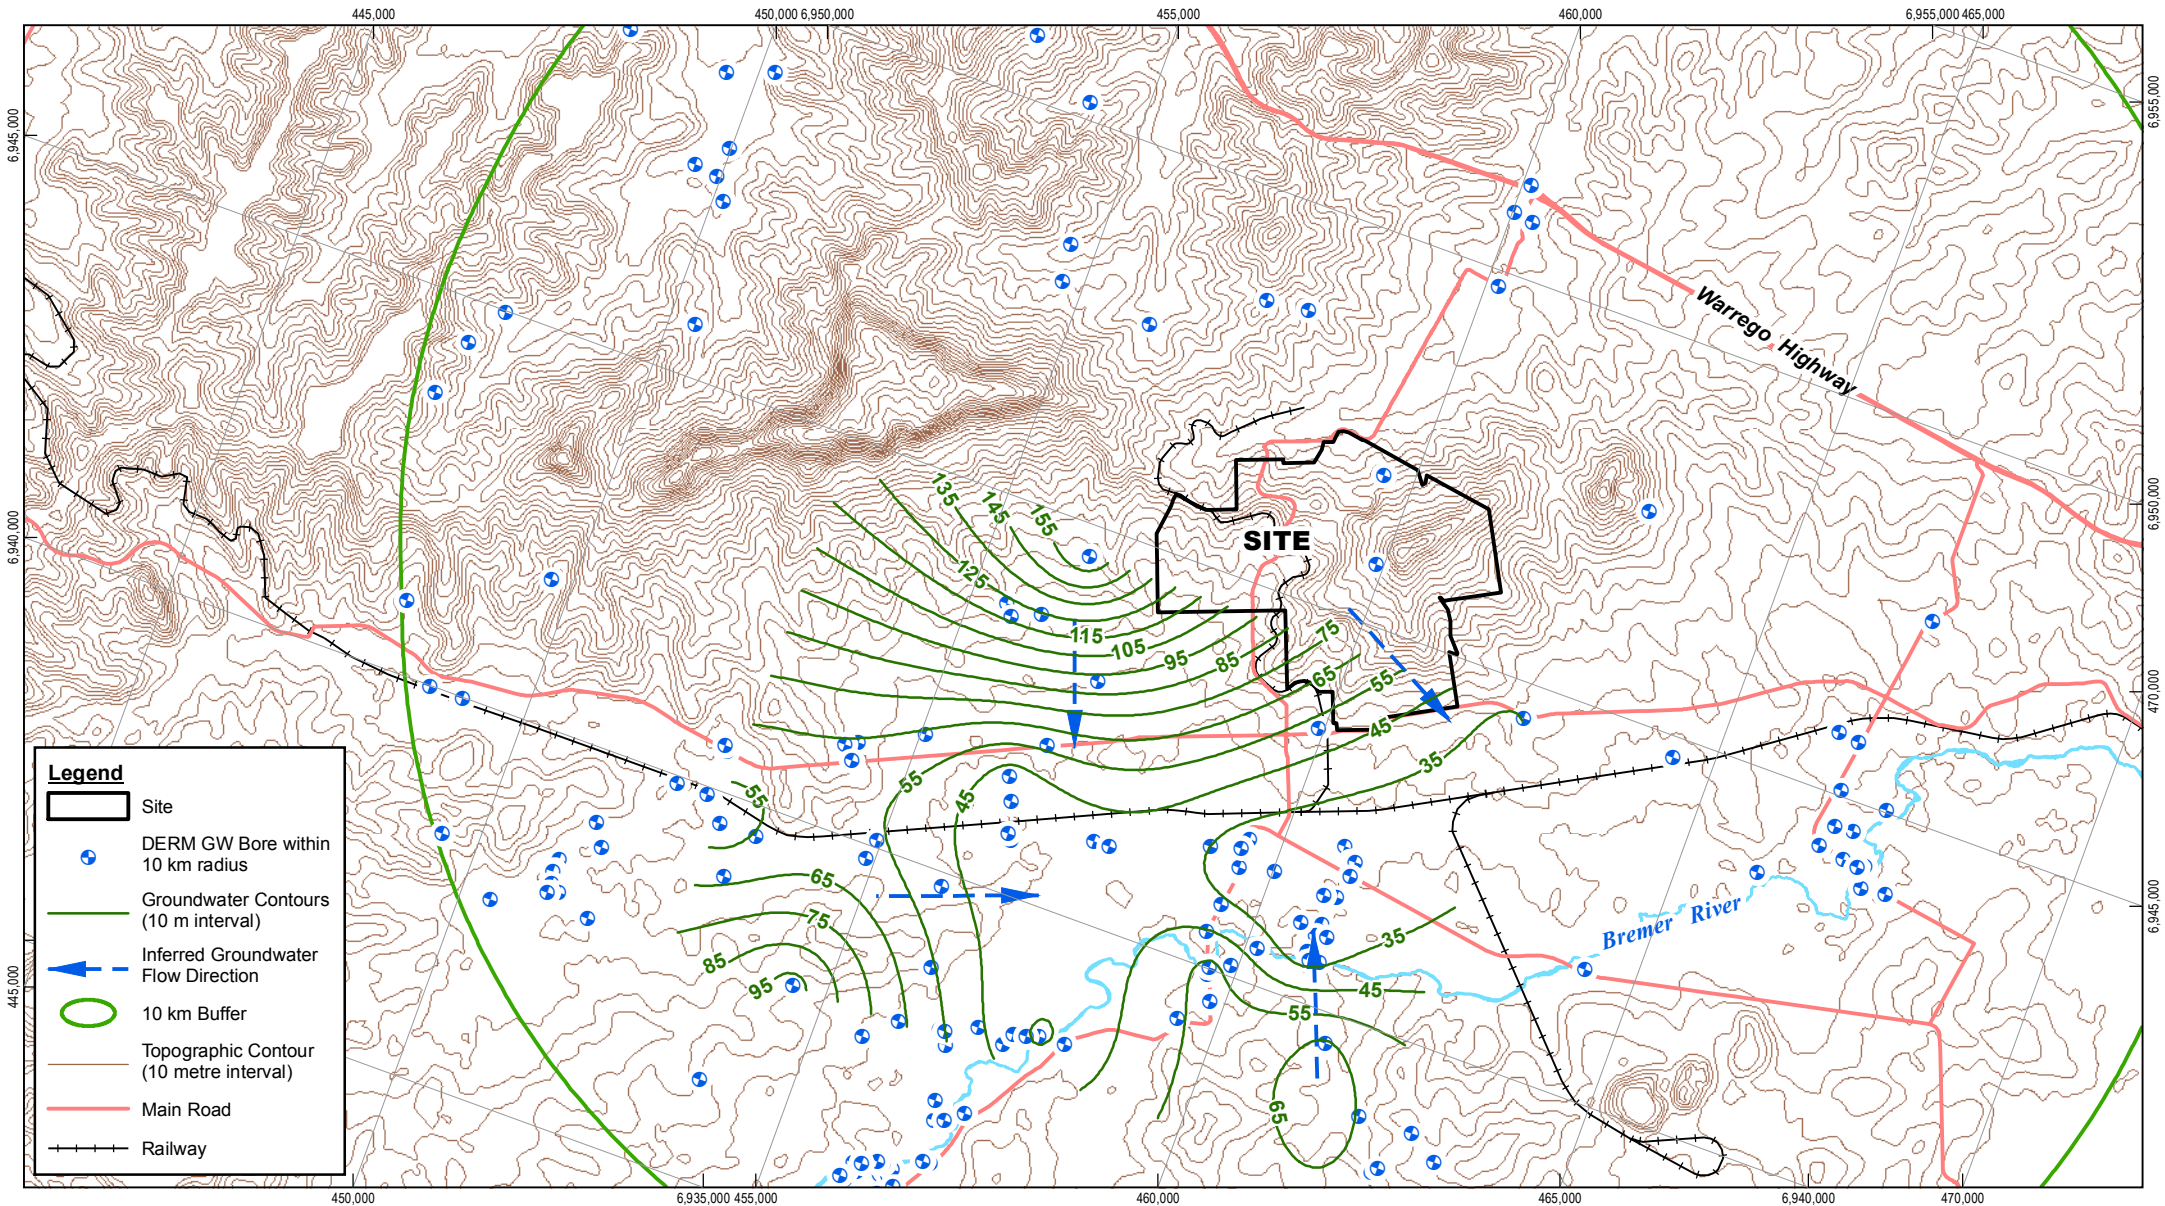 445,000
450,000
6,950,000
455,000
460,000
6,955,000
465,000
6,945,000
6,940,000
445,000
6,955,000
6,950,000
470,000
6,945,000
Warrego Highway
SITE
135
145
155
125
115
105
95
85
75
65
55
45
35
55
45
55
65
75
85
95
35
45
55
65
Bremer River
Legend
Site
DERM GW Bore within
10 km radius
Groundwater Contours
(10 m interval)
Inferred Groundwater
Flow Direction
10 km Buffer
Topographic Contour
(10 metre interval)
Main Road
Railway
450,000
6,935,000
455,000
460,000
465,000
6,940,000
470,000